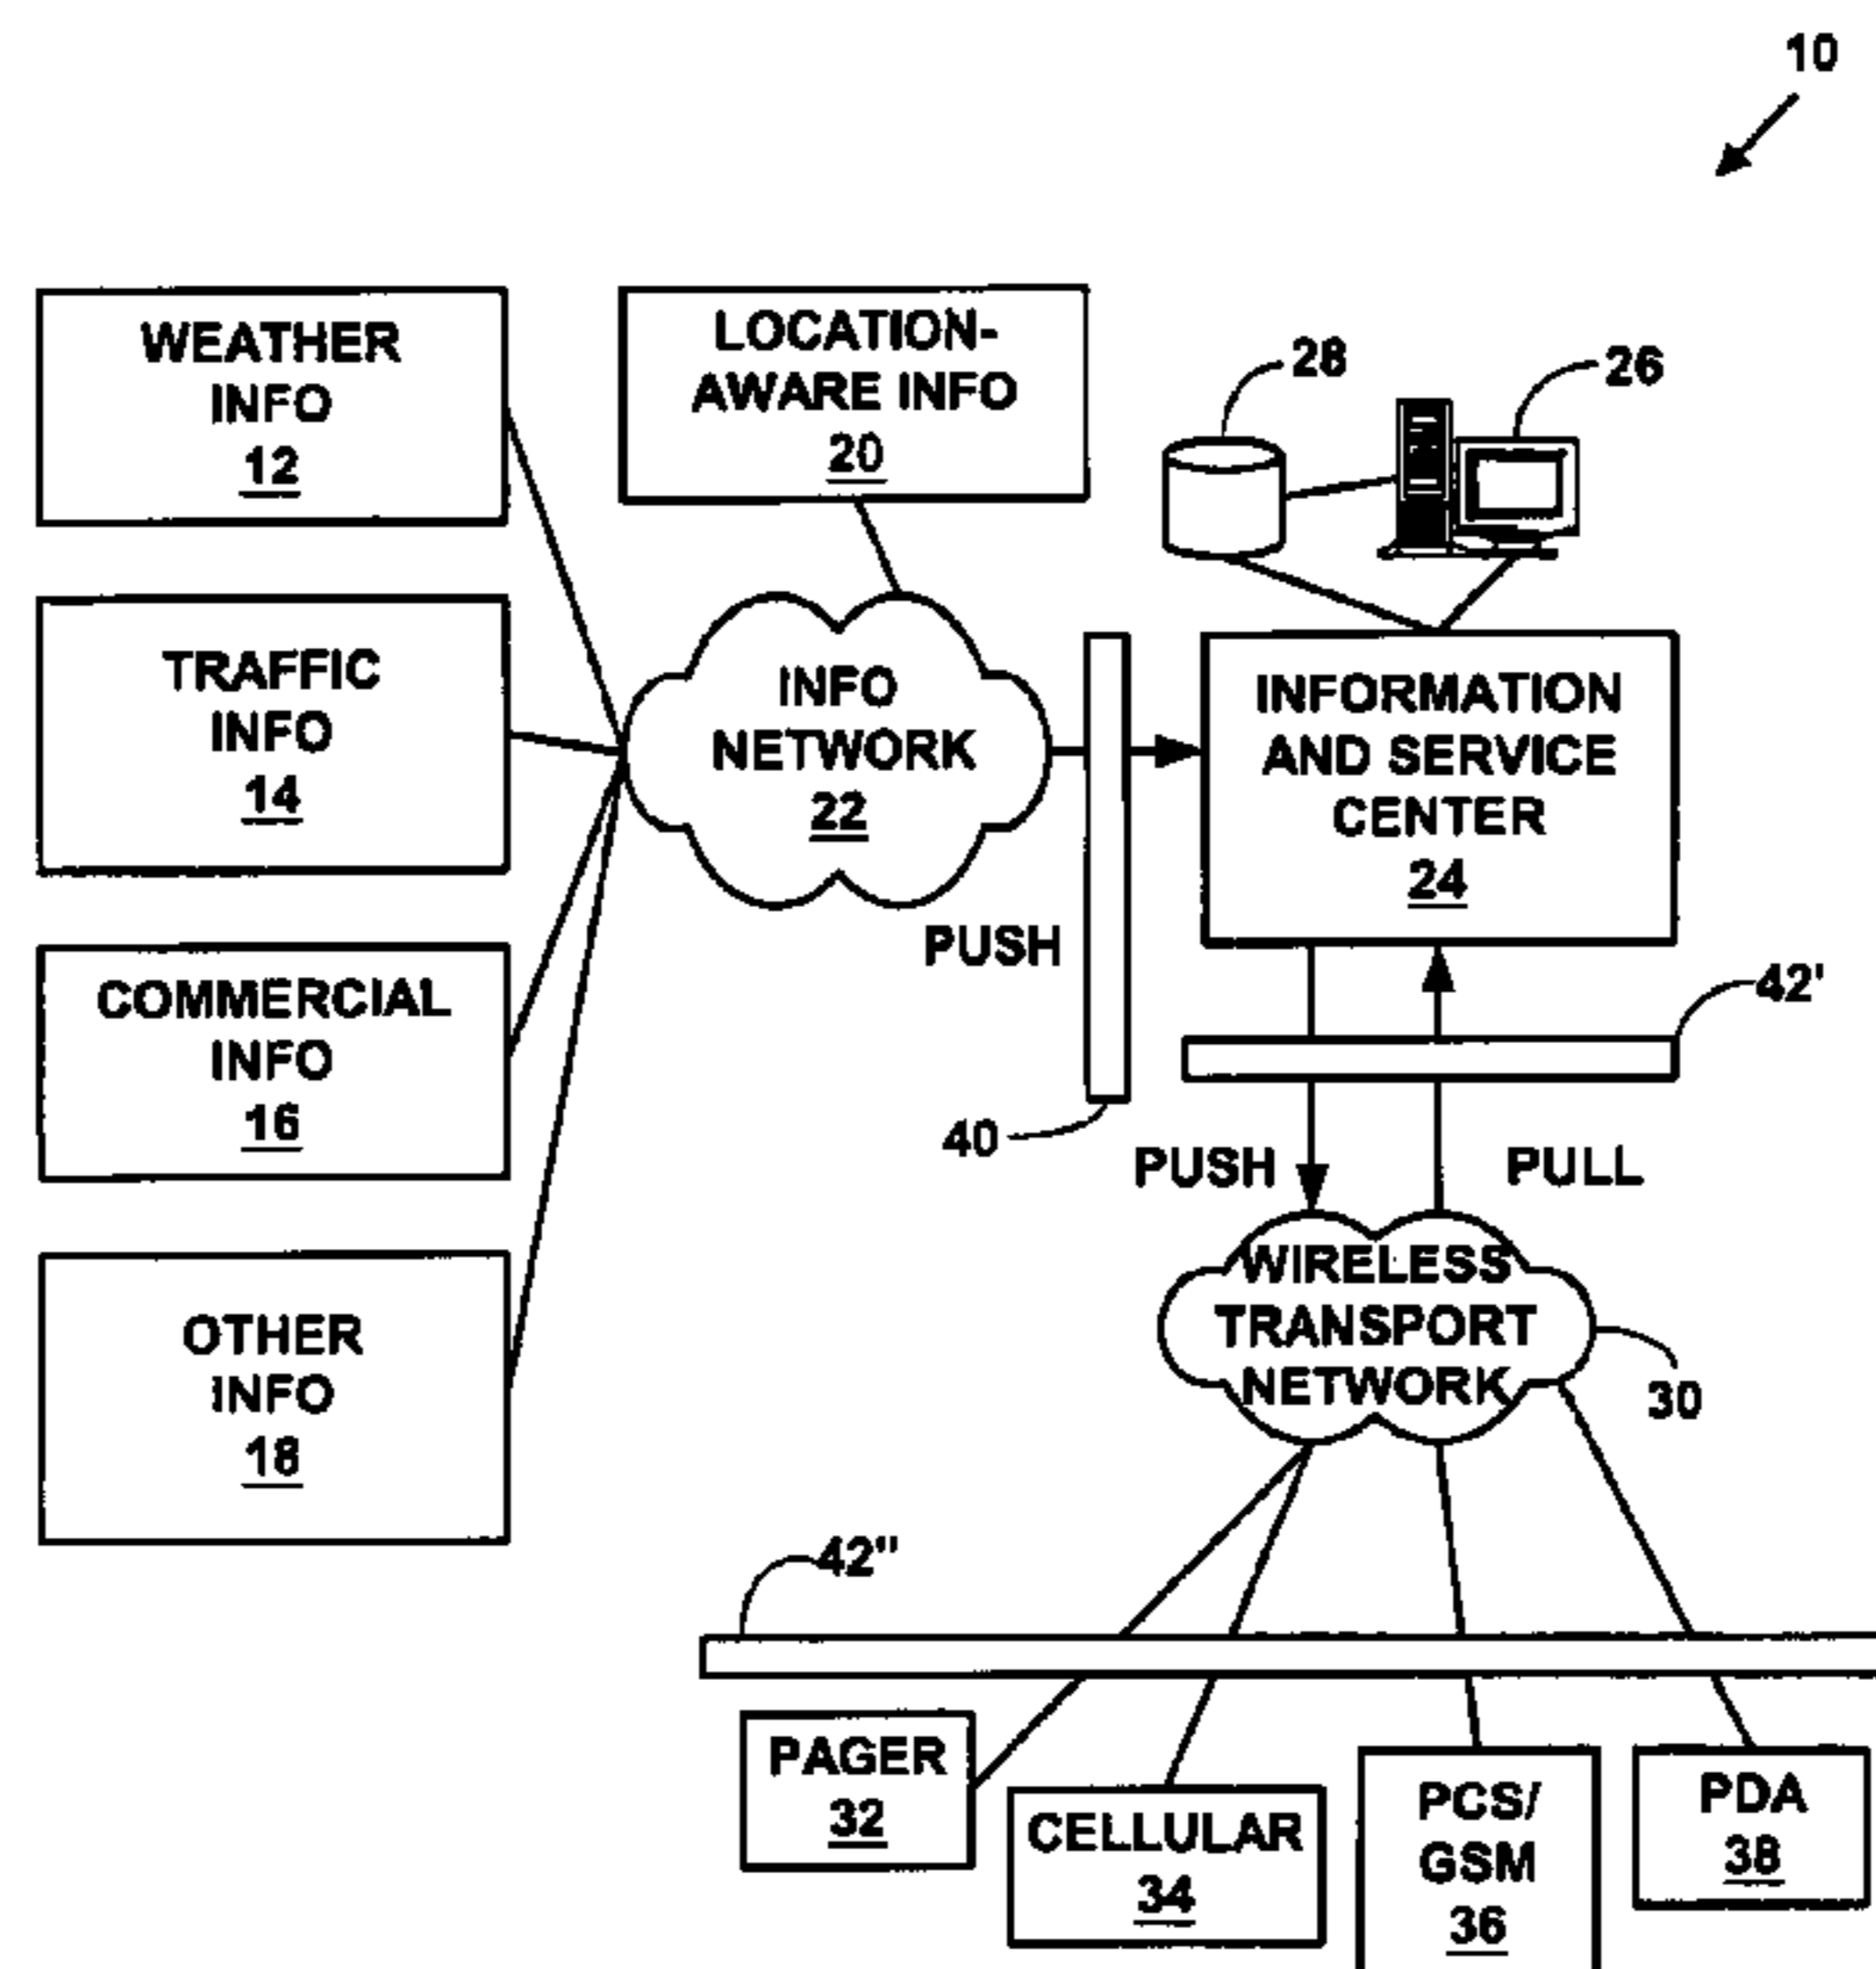 10
WEATHER
INFO
12
LOCATION-
AWARE INFO
20
28
26
TRAFFIC
INFO
14
INFO
NETWORK
22
INFORMATION
AND SERVICE
CENTER
24
PUSH
COMMERCIAL
INFO
16
42'
40
PUSH
PULL
OTHER
INFO
18
WIRELESS
TRANSPORT
NETWORK
30
42"
PAGER
32
CELLULAR
34
PCS/
GSM
36
PDA
38